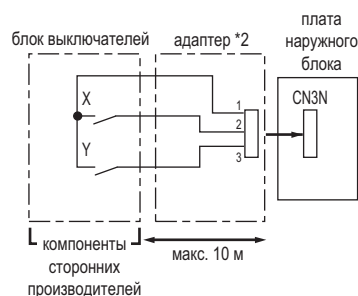 плата
наружного
блока
блок выключателей
адаптер *2
CN3N
X
1
2
Y
3
компоненты
сторонних
производителей
макс. 10 м